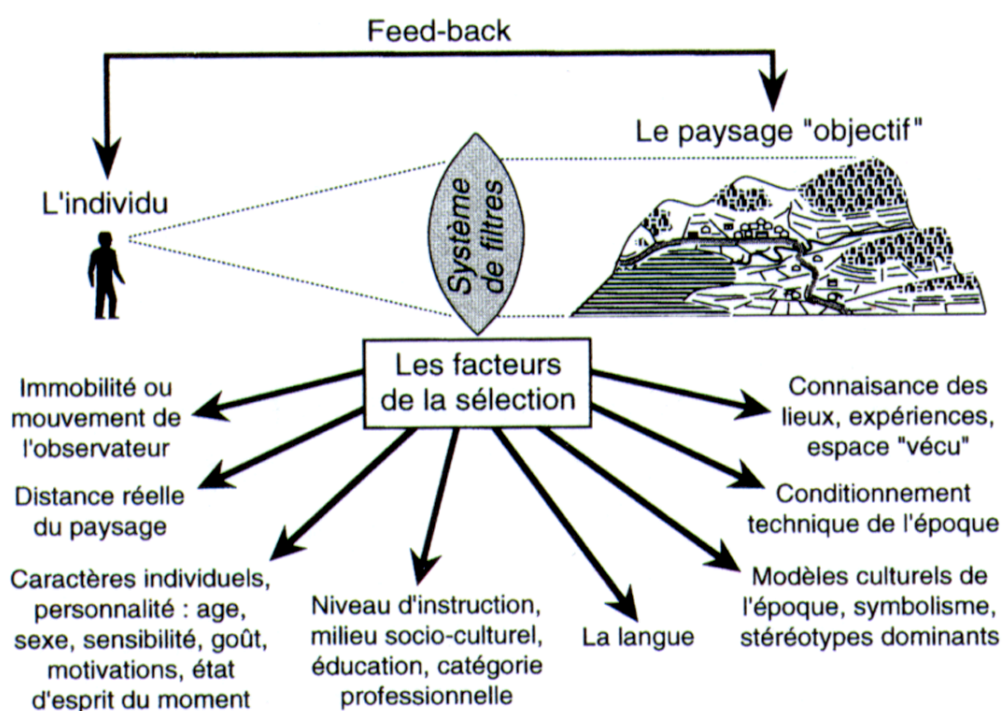 Feed-back
Le paysage "objectif"
L'individu
Système
de filtres
Les facteurs
de la sélection
Immobilité ou
mouvement de
l'observateur
Distance réelle
du paysage
Caractères individuels,
personnalité : age,
sexe, sensibilité, goût,
motivations, état
d'esprit du moment
Niveau d'instruction,
milieu socio-culturel,
éducation, catégorie
professionnelle
La langue
Modèles culturels de
l'époque, symbolisme,
stéréotypes dominants
Conditionnement
technique de l'époque
Connaisance des
lieux, expériences,
espace "vécu"